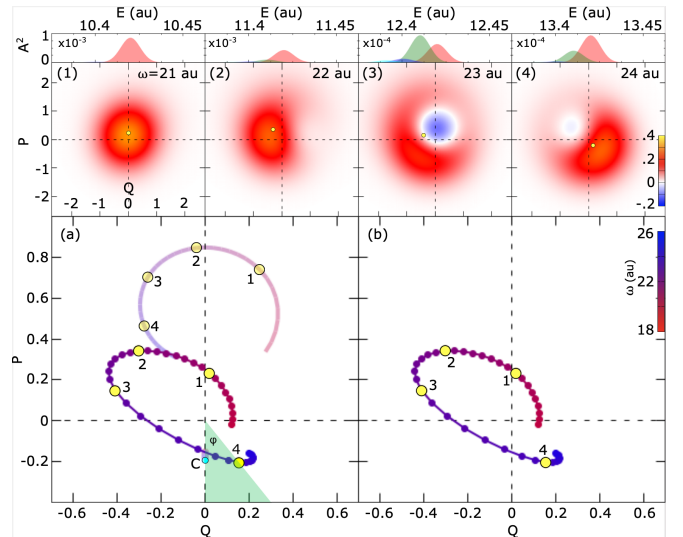 E (au) E (au) E (au) E (au)
10.4 10.45 11.4 11.45 12.4 12.45 13.4 13.45
A²
1
0
x10⁻³ x10⁻³ x10⁻⁴ x10⁻⁴
(1) ω=21 au (2) 22 au (3) 23 au (4) 24 au
P
2
1
0
-1
-2
Q
-2 -1 0 1 2
.4
.2
0
-.2
(a)
P
0.8
0.6
0.4
0.2
0
-0.2
1
2
3
4
1
2
3
4
φ
C
-0.6 -0.4 -0.2 0 0.2 0.4 0.6
Q
(b)
1
2
3
4
26
22
18
ω (au)
-0.6 -0.4 -0.2 0 0.2 0.4 0.6
Q